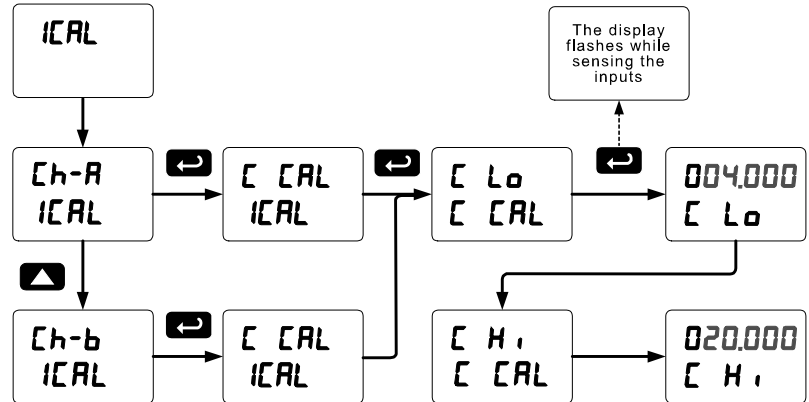 ICAL
The display
flashes while
sensing the
inputs
Ch-A
ICAL
C CAL
ICAL
C Lo
C CAL
004.000
C Lo
Ch-b
ICAL
C CAL
ICAL
C Hi
C CAL
020.000
C Hi